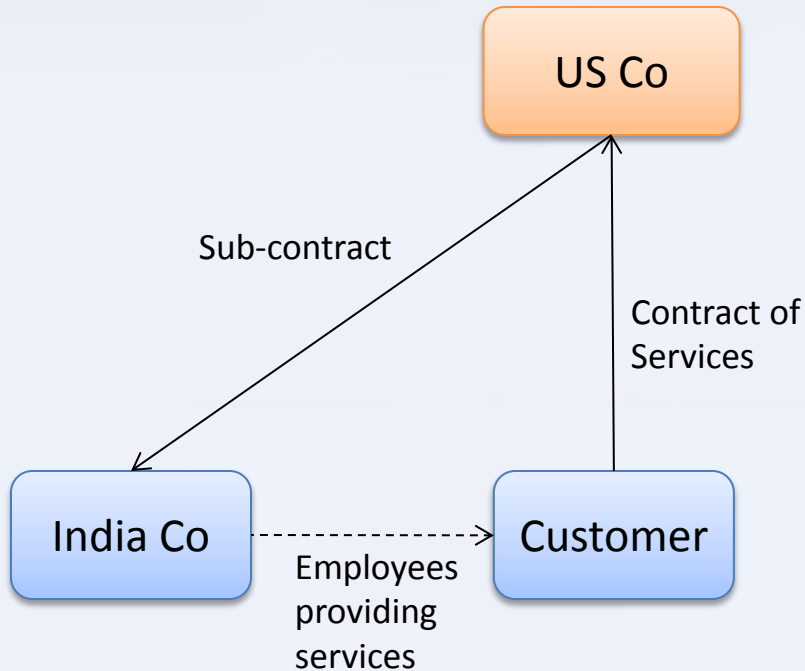 US Co
Sub-contract
Contract of
Services
India Co
Customer
Employees
providing
services